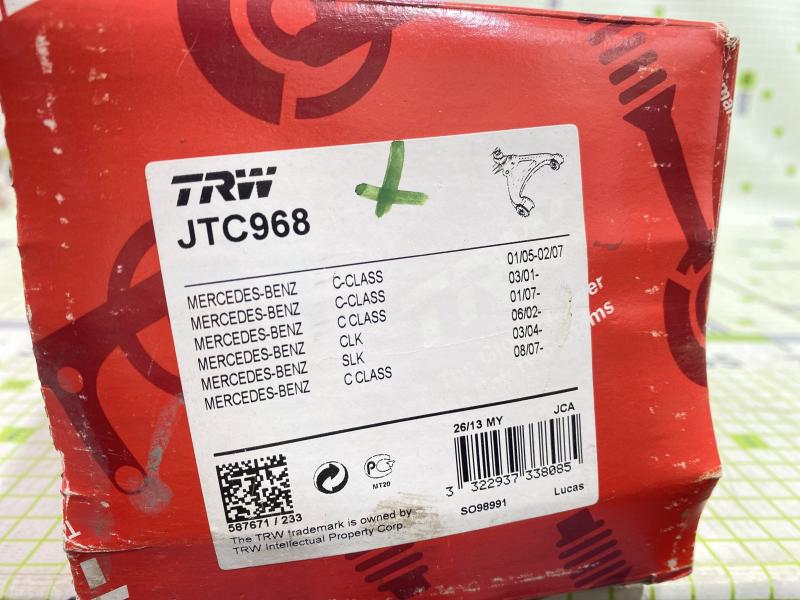 TRW
JTC968
MERCEDES-BENZ C-CLASS 01/05-02/07
MERCEDES-BENZ C-CLASS 03/01-
MERCEDES-BENZ C CLASS 01/07-
MERCEDES-BENZ CLK 06/02-
MERCEDES-BENZ SLK 03/04-
MERCEDES-BENZ C CLASS 08/07-
26/13 MY JCA
PC
MT20
3 322937 338085
587671 / 233
SO98991 Lucas
The TRW trademark is owned by
TRW Intellectual Property Corp.